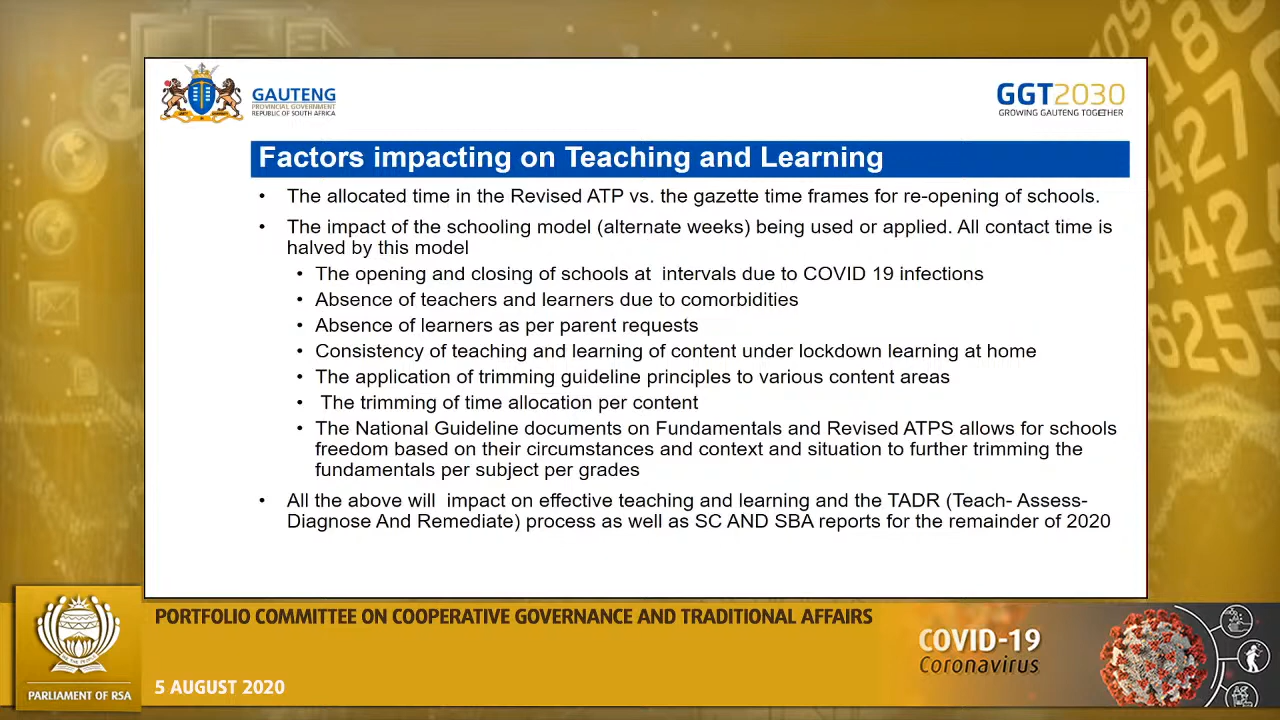 GAUTENG
PROVINCIAL GOVERNMENT
REPUBLIC OF SOUTH AFRICA
GGT2030
GROWING GAUTENG TOGETHER
Factors impacting on Teaching and Learning
• The allocated time in the Revised ATP vs. the gazette time frames for re-opening of schools.
• The impact of the schooling model (alternate weeks) being used or applied. All contact time is
halved by this model
• The opening and closing of schools at intervals due to COVID 19 infections
• Absence of teachers and learners due to comorbidities
• Absence of learners as per parent requests
• Consistency of teaching and learning of content under lockdown learning at home
• The application of trimming guideline principles to various content areas
• The trimming of time allocation per content
• The National Guideline documents on Fundamentals and Revised ATPS allows for schools
freedom based on their circumstances and context and situation to further trimming the
fundamentals per subject per grades
• All the above will impact on effective teaching and learning and the TADR (Teach- Assess-
Diagnose And Remediate) process as well as SC AND SBA reports for the remainder of 2020
PORTFOLIO COMMITTEE ON COOPERATIVE GOVERNANCE AND TRADITIONAL AFFAIRS
COVID-19
Coronavirus
PARLIAMENT OF RSA
5 AUGUST 2020